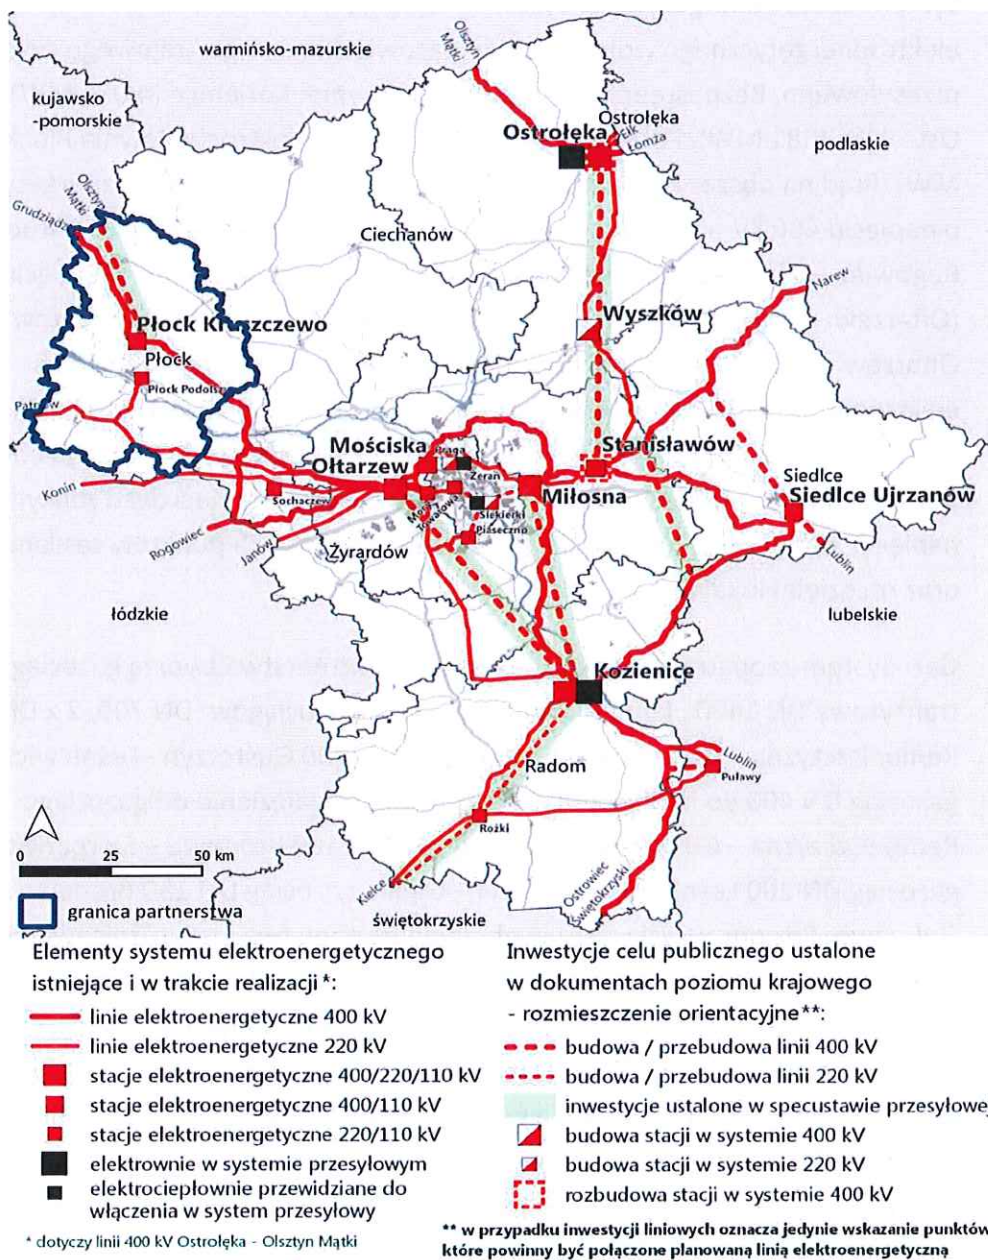 warmińsko-mazurskie
Olsztyn
Mątki
kujawsko
-pomorskie
Ostrołęka
Ostrołęka
Ełk
Łomża
podlaskie
Olsztyn
Mątki
Grudziądz
Ciechanów
Narew
Wyszków
Płock Kruszczewo
Płock
Płock Podolszyce
Pątnów
Mościska
Ołtarzew
Praga
Żerań
Stanisławów
Siedlce
Siedlce Ujrzanów
Miłosna
Konin
Sochaczew
Mory
Towarowa
Siekierki
Piaseczno
Rogowiec
Janów
Żyrardów
Lublin
łódzkie
lubelskie
Kozienice
Radom
Lublin
Puławy
Rożki
Kielce
świętokrzyskie
Ostrowiec
Świętokrzyski
0 25 50 km
granica partnerstwa
Elementy systemu elektroenergetycznego
istniejące i w trakcie realizacji *:
linie elektroenergetyczne 400 kV
linie elektroenergetyczne 220 kV
stacje elektroenergetyczne 400/220/110 kV
stacje elektroenergetyczne 400/110 kV
stacje elektroenergetyczne 220/110 kV
elektrownie w systemie przesyłowym
elektrociepłownie przewidziane do
włączenia w system przesyłowy
* dotyczy linii 400 kV Ostrołęka - Olsztyn Mątki
Inwestycje celu publicznego ustalone
w dokumentach poziomu krajowego
- rozmieszczenie orientacyjne**:
budowa / przebudowa linii 400 kV
budowa / przebudowa linii 220 kV
inwestycje ustalone w specustawie przesyłowej
budowa stacji w systemie 400 kV
budowa stacji w systemie 220 kV
rozbudowa stacji w systemie 400 kV
** w przypadku inwestycji liniowych oznacza jedynie wskazanie punktów
które powinny być połączone planowaną linią elektroenergetyczną